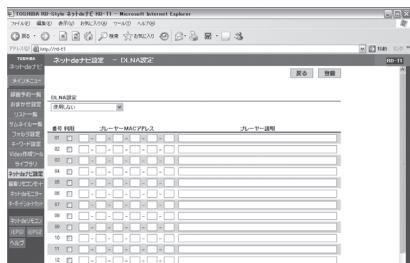 TOSHIBA RD-Style ネットdeナビ RD-T1 - Microsoft Internet Explorer
ファイル(F) 編集(E) 表示(V) お気に入り(A) ツール(T) ヘルプ(H)
戻る 検索 お気に入り
アドレス(D) http://rd-t1 移動 リンク
TOSHIBA
ネットdeナビ ネットdeナビ設定 - DLNA設定 RD-T1
メインメニュー 戻る 登録
録画予約一覧
おまかせ設定
リスト一覧
サムネイル一覧
フォルダ設定
キーワード設定
Video作成ツール
ライブラリ
ネットdeナビ設定
ネットdeモニター
ネットdeリモコン
iEPG iEPG2
ヘルプ
DLNA設定
使用しない
番号 利用 プレーヤーMACアドレス プレーヤー説明
01 - - - - -
02 - - - - -
03 - - - - -
04 - - - - -
05 - - - - -
06 - - - - -
07 - - - - -
08 - - - - -
09 - - - - -
10 - - - - -
11 - - - - -
12 - - - - -